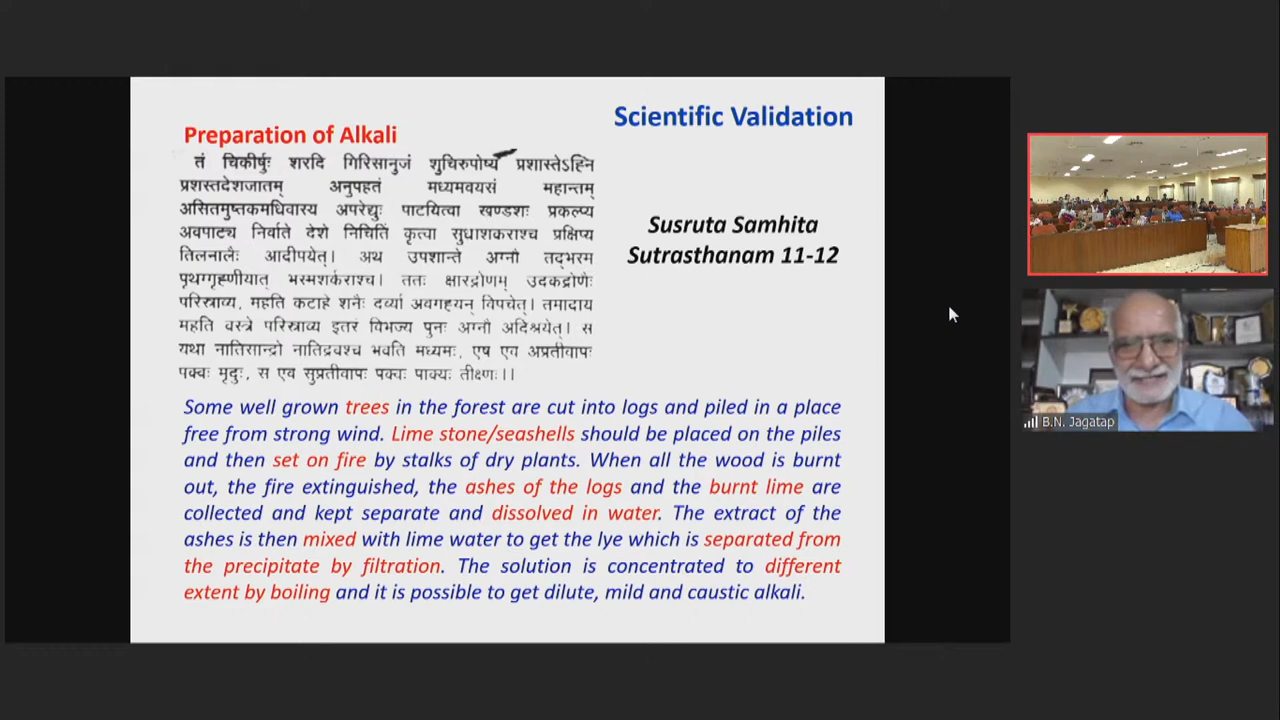 Scientific Validation
Preparation of Alkali
तं चिकीर्षुः शरदि गिरिसानुजं शुचिरुपोष्य प्रशास्तेऽह्नि
प्रशस्तदेशजातम् अनुपहतं मध्यमवयसं महान्तम्
असितमुष्तकमधिवास्य अपरेद्युः पाटयित्वा खण्डशः प्रकल्प्य
अवपाट्य निर्वाते देशे निचितिं कृत्वा सुधाशकराश्च प्रक्षिप्य
तिलनालैः आदीपयेत्। अथ उपशान्ते अग्नौ तद्भस्म
पृथग्गृह्णीयात् भस्मशर्कराश्च। ततः क्षारद्रोणम् उदकद्रोणैः
परिस्राव्य, महति कटाहे शनैः दर्व्या अवगह्यन् विपचेत्। तमादाय
महति वस्त्रे परिस्राव्य इतरं विभज्य पुनः अग्नौ अदिश्रयेत्। स
यथा नातिसान्द्रो नातिद्रवश्च भवति मध्यमः, एष एव अप्रतीवापः
पक्वः मृदुः, स एव सुप्रतीवापः पक्वः पाक्यः तीक्ष्णः।।
Susruta Samhita
Sutrasthanam 11-12
Some well grown trees in the forest are cut into logs and piled in a place
free from strong wind. Lime stone/seashells should be placed on the piles
and then set on fire by stalks of dry plants. When all the wood is burnt
out, the fire extinguished, the ashes of the logs and the burnt lime are
collected and kept separate and dissolved in water. The extract of the
ashes is then mixed with lime water to get the lye which is separated from
the precipitate by filtration. The solution is concentrated to different
extent by boiling and it is possible to get dilute, mild and caustic alkali.
B.N. Jagatap